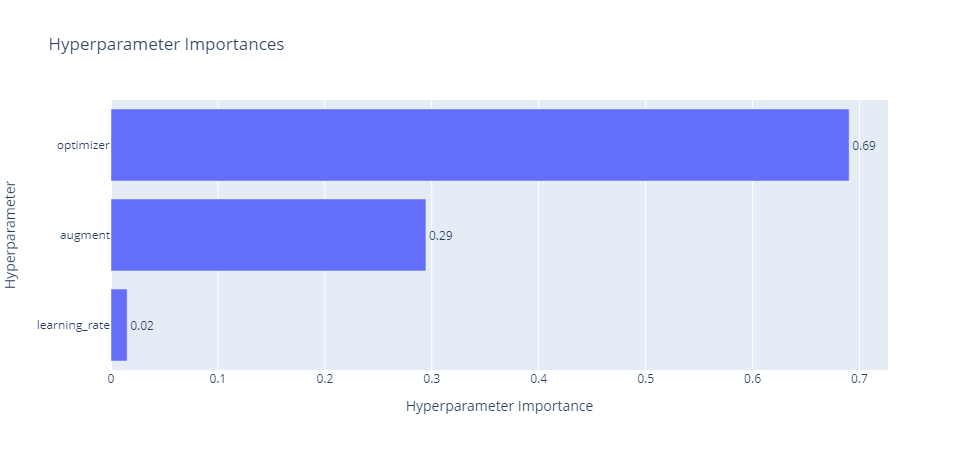 Hyperparameter Importances
Hyperparameter
optimizer
0.69
augment
0.29
learning_rate
0.02
0 0.1 0.2 0.3 0.4 0.5 0.6 0.7
Hyperparameter Importance